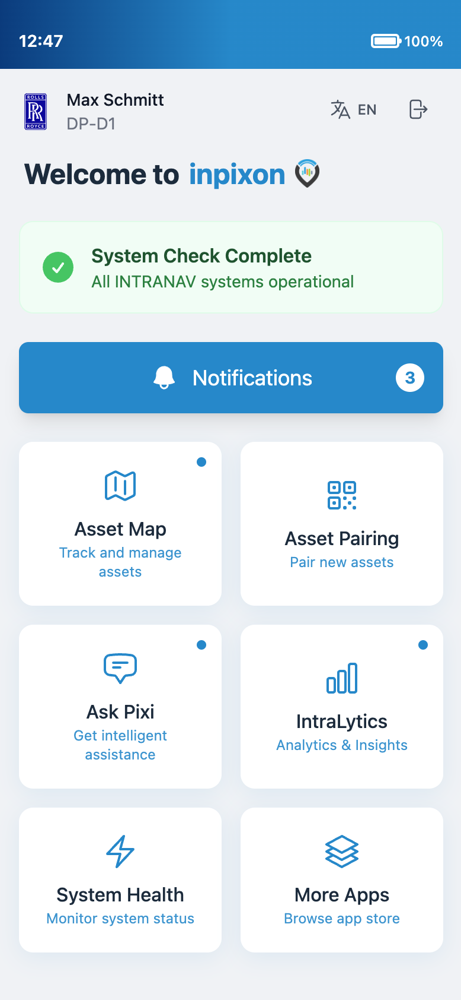 12:47
100%
ROLLS
RR
ROYCE
Max Schmitt
DP-D1
EN
Welcome to inpixon
System Check Complete
All INTRANAV systems operational
Notifications
3
Asset Map
Track and manage
assets
Asset Pairing
Pair new assets
Ask Pixi
Get intelligent
assistance
IntraLytics
Analytics & Insights
System Health
Monitor system status
More Apps
Browse app store